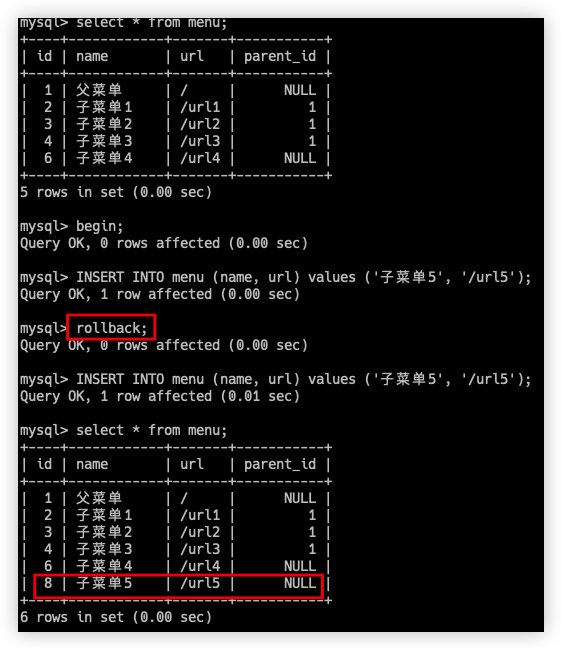 mysql> select * from menu;
+----+------------+-------+-----------+
| id | name | url | parent_id |
+----+------------+-------+-----------+
| 1 | 父菜单 | / | NULL |
| 2 | 子菜单1 | /url1 | 1 |
| 3 | 子菜单2 | /url2 | 1 |
| 4 | 子菜单3 | /url3 | 1 |
| 6 | 子菜单4 | /url4 | NULL |
+----+------------+-------+-----------+
5 rows in set (0.00 sec)
mysql> begin;
Query OK, 0 rows affected (0.00 sec)
mysql> INSERT INTO menu (name, url) values ('子菜单5', '/url5');
Query OK, 1 row affected (0.00 sec)
mysql> rollback;
Query OK, 0 rows affected (0.00 sec)
mysql> INSERT INTO menu (name, url) values ('子菜单5', '/url5');
Query OK, 1 row affected (0.01 sec)
mysql> select * from menu;
+----+------------+-------+-----------+
| id | name | url | parent_id |
+----+------------+-------+-----------+
| 1 | 父菜单 | / | NULL |
| 2 | 子菜单1 | /url1 | 1 |
| 3 | 子菜单2 | /url2 | 1 |
| 4 | 子菜单3 | /url3 | 1 |
| 6 | 子菜单4 | /url4 | NULL |
| 8 | 子菜单5 | /url5 | NULL |
+----+------------+-------+-----------+
6 rows in set (0.00 sec)